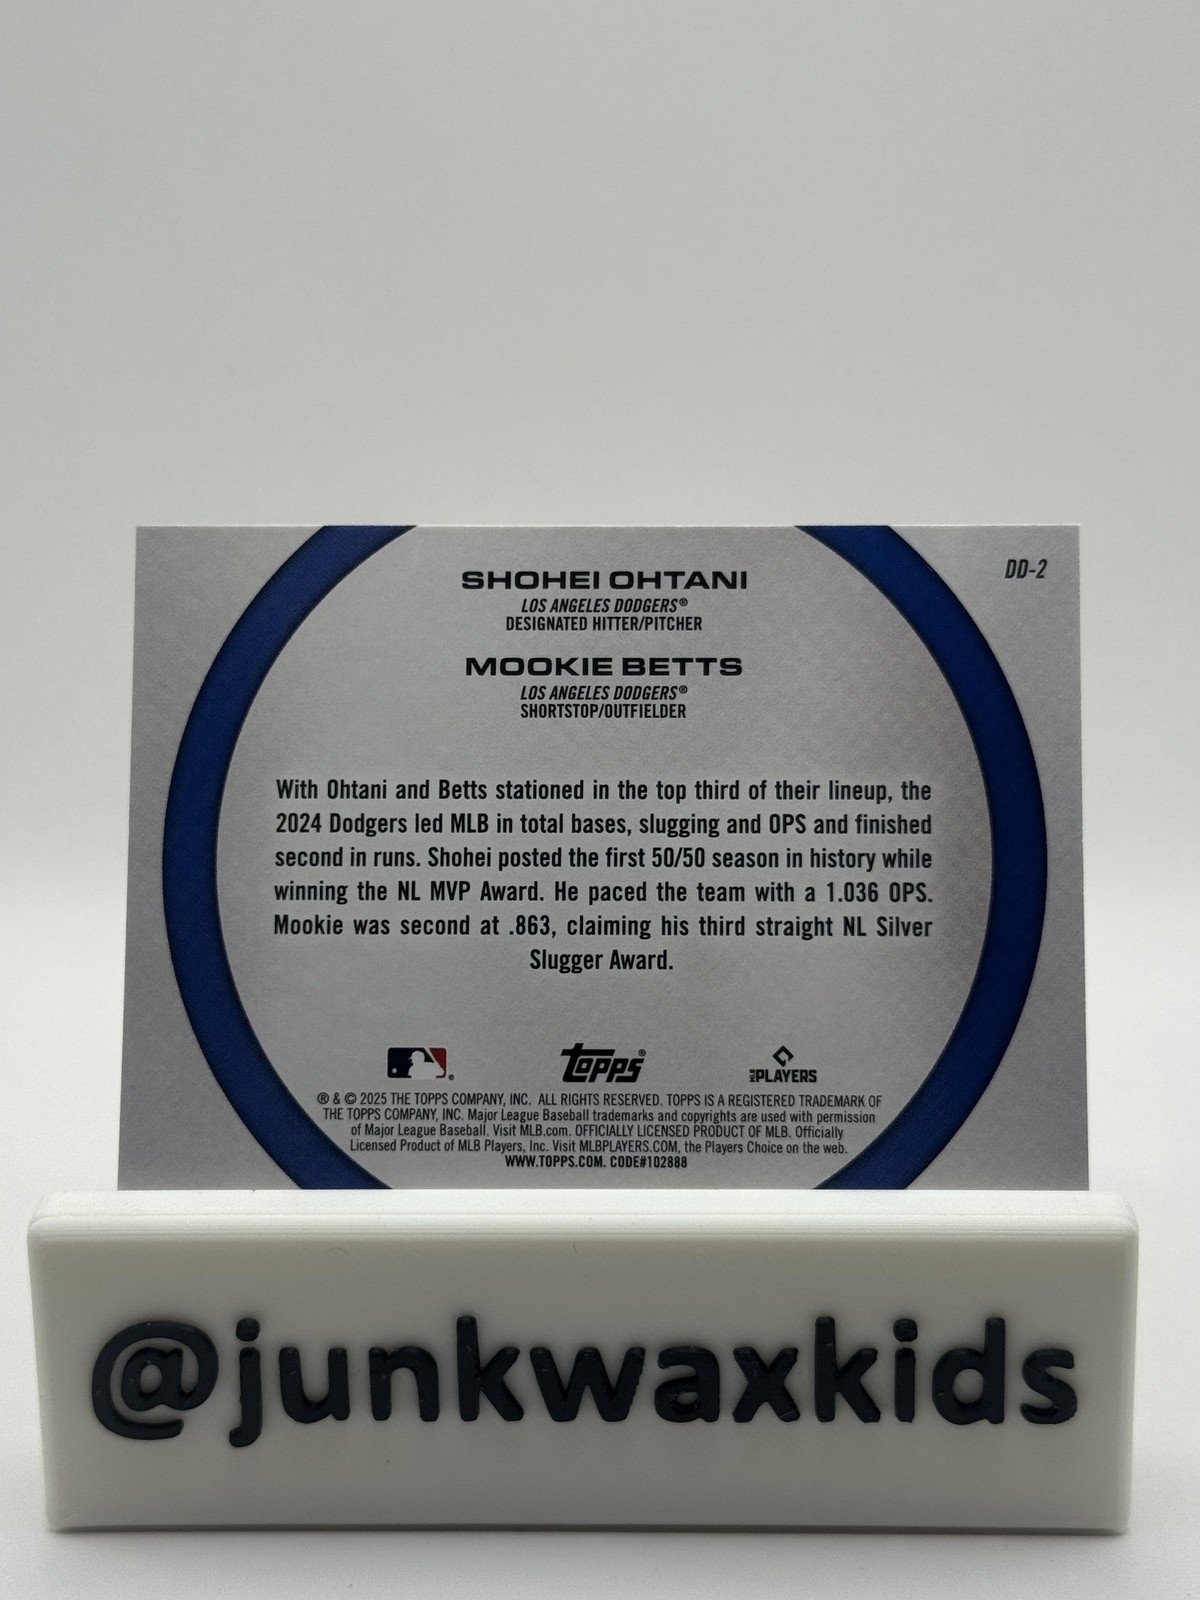 DD-2
SHOHEI OHTANI
LOS ANGELES DODGERS®
DESIGNATED HITTER/PITCHER
MOOKIE BETTS
LOS ANGELES DODGERS®
SHORTSTOP/OUTFIELDER
With Ohtani and Betts stationed in the top third of their lineup, the
2024 Dodgers led MLB in total bases, slugging and OPS and finished
second in runs. Shohei posted the first 50/50 season in history while
winning the NL MVP Award. He paced the team with a 1.036 OPS.
Mookie was second at .863, claiming his third straight NL Silver
Slugger Award.
topps® MLB PLAYERS
® & © 2025 THE TOPPS COMPANY, INC. ALL RIGHTS RESERVED. TOPPS IS A REGISTERED TRADEMARK OF
THE TOPPS COMPANY, INC. Major League Baseball trademarks and copyrights are used with permission
of Major League Baseball. Visit MLB.com. OFFICIALLY LICENSED PRODUCT OF MLB. Officially
Licensed Product of MLB Players, Inc. Visit MLBPLAYERS.COM, the Players Choice on the web.
WWW.TOPPS.COM. CODE#102888
@junkwaxkids